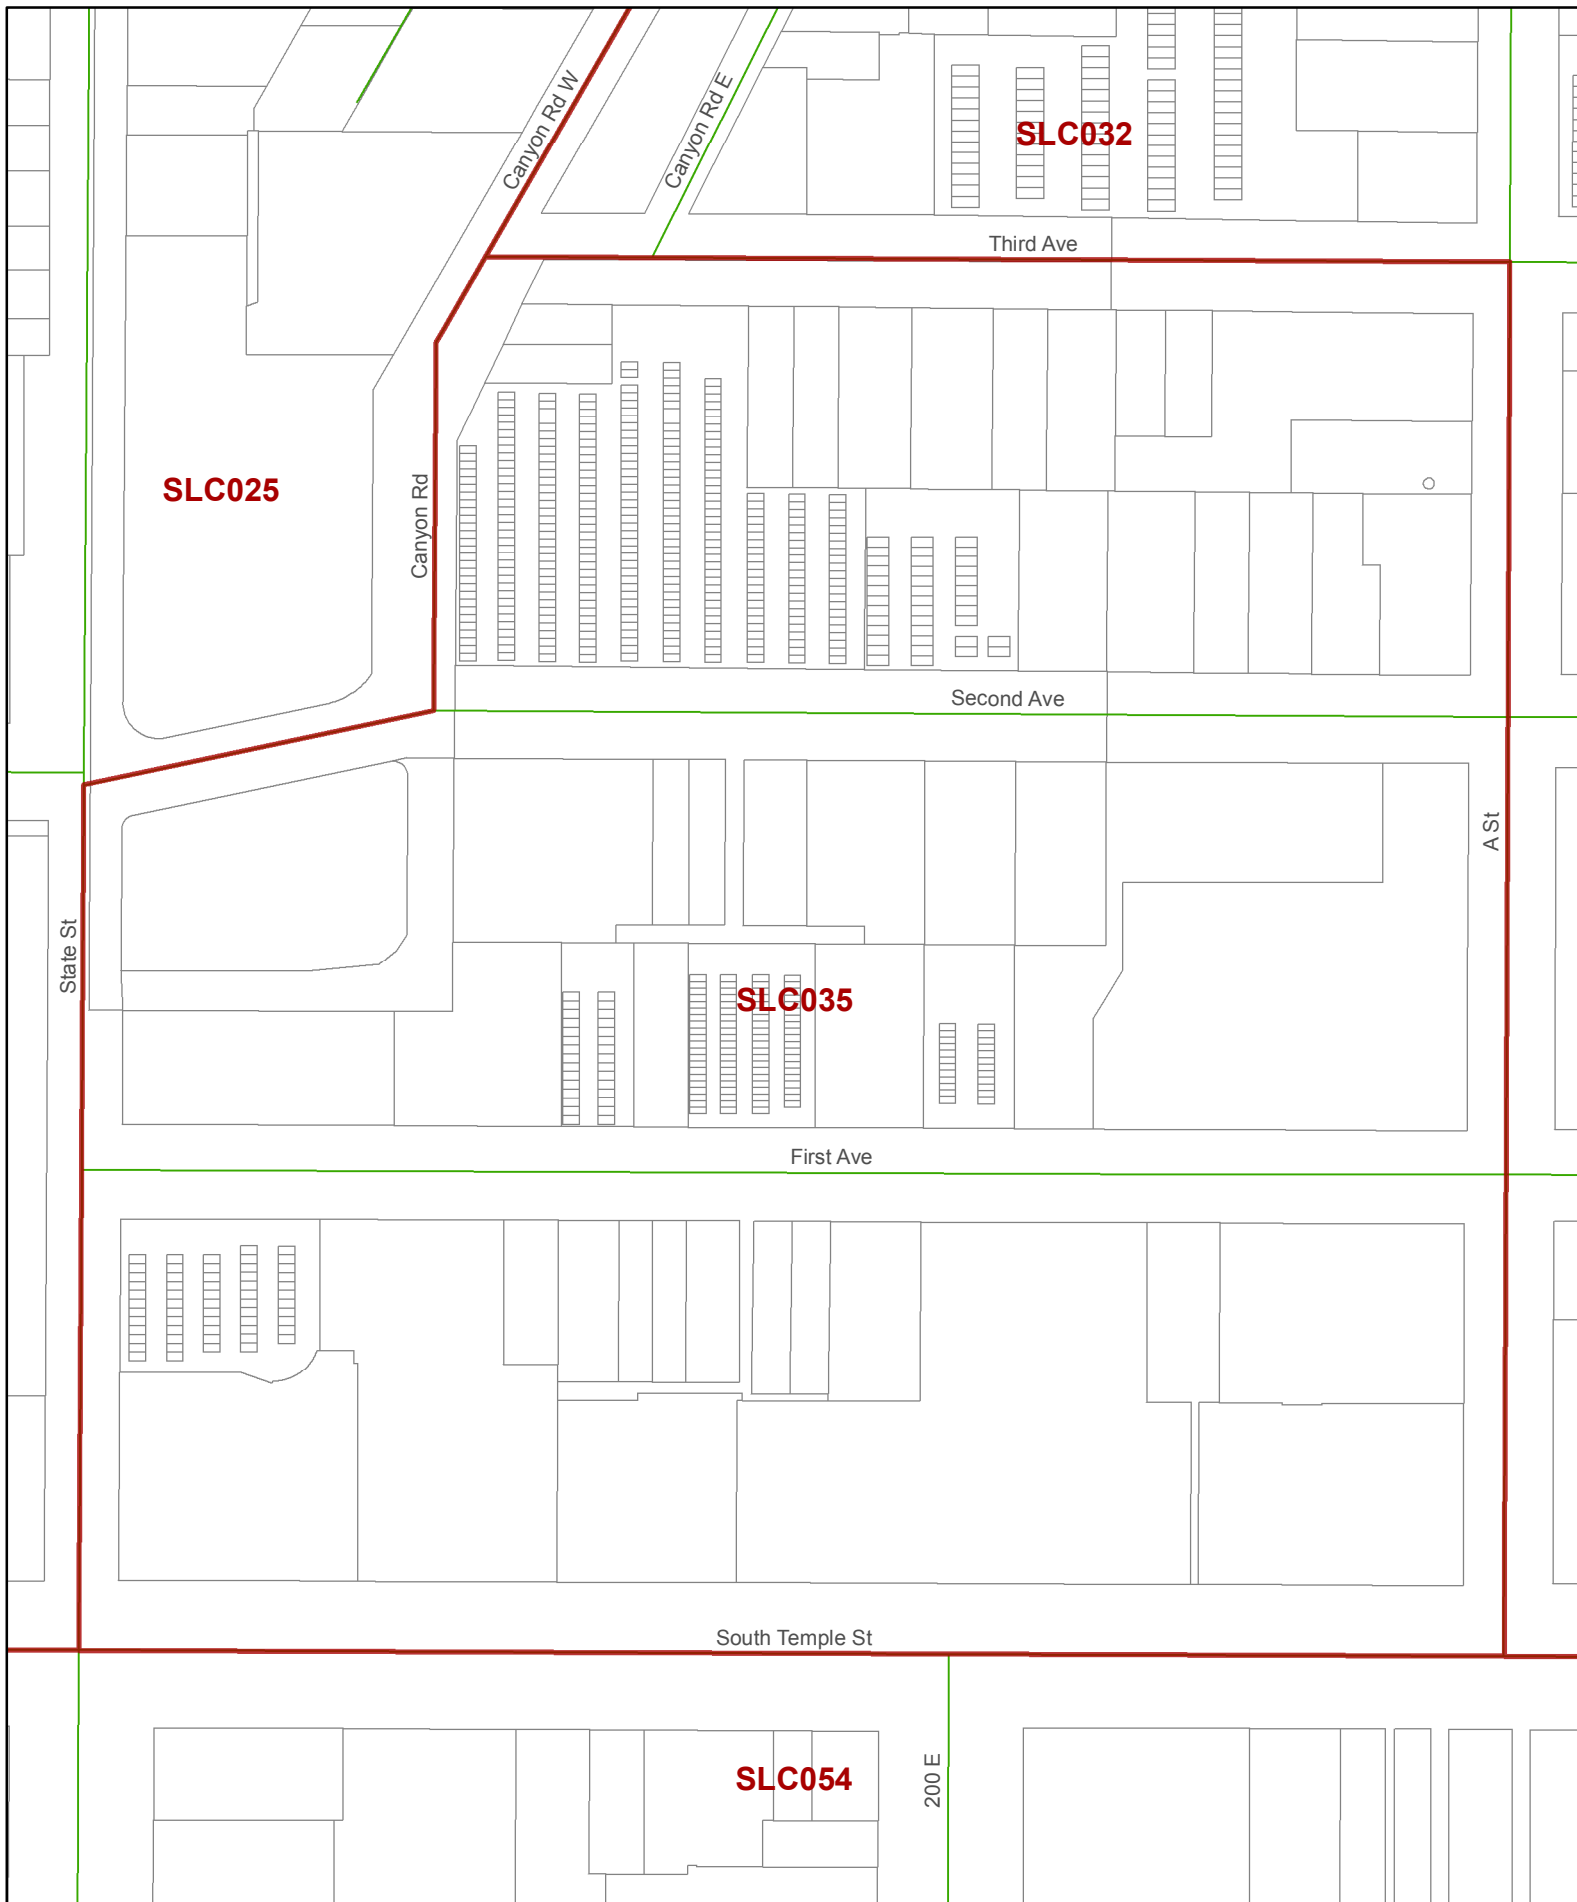 Canyon Rd W
Canyon Rd E
SLC032
Third Ave
SLC025
Canyon Rd
Second Ave
A St
State St
SLC035
First Ave
South Temple St
SLC054
200 E